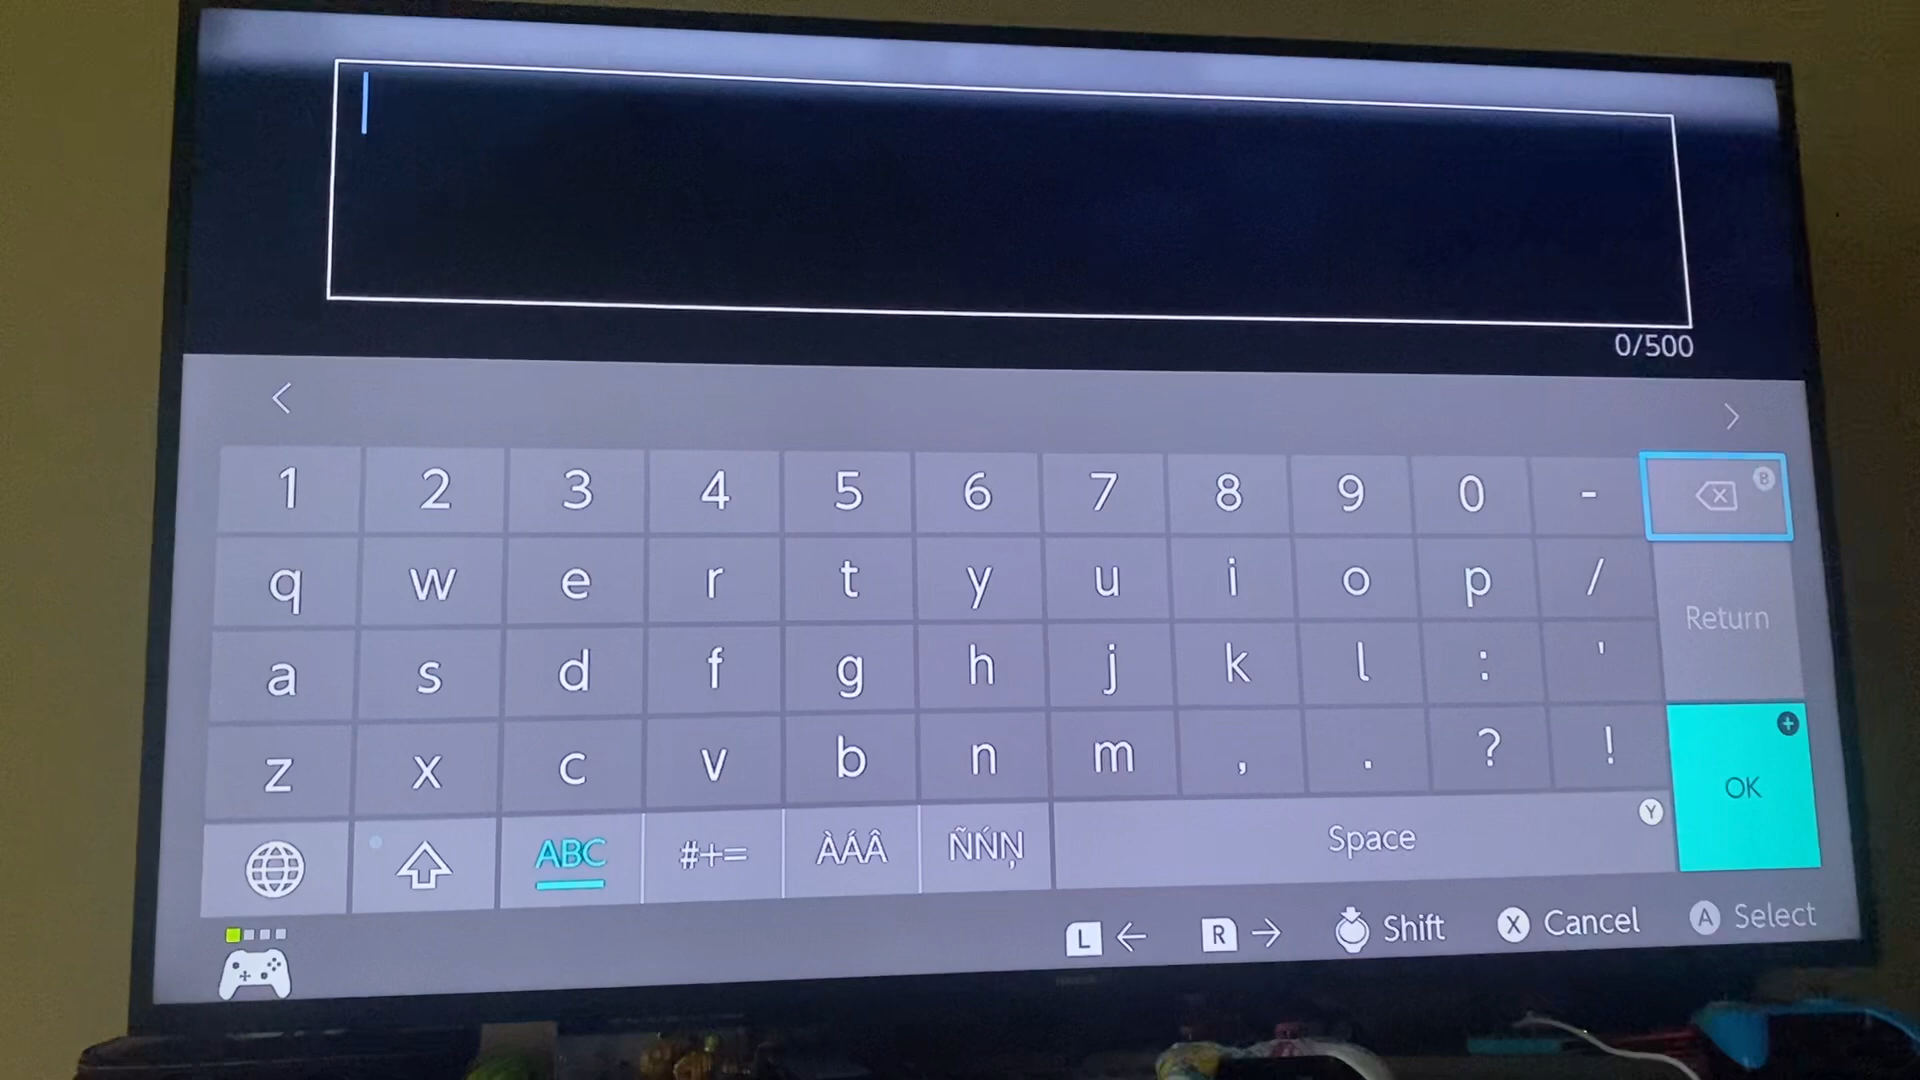 0/500
1 2 3 4 5 6 7 8 9 0 - B
q w e r t y u i o p / Return
a s d f g h j k l : '
z x c v b n m , . ? ! + OK
ABC #+= ÀÁÂ ÑŃŅ Space Y
L ← R → Shift X Cancel A Select